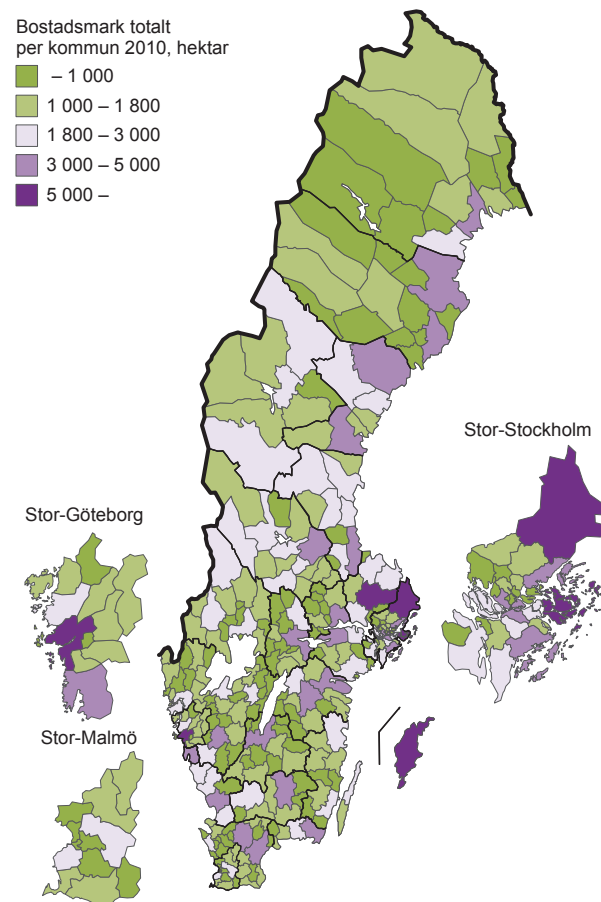 Bostadsmark totalt
per kommun 2010, hektar
– 1 000
1 000 – 1 800
1 800 – 3 000
3 000 – 5 000
5 000 –
Stor-Stockholm
Stor-Göteborg
Stor-Malmö